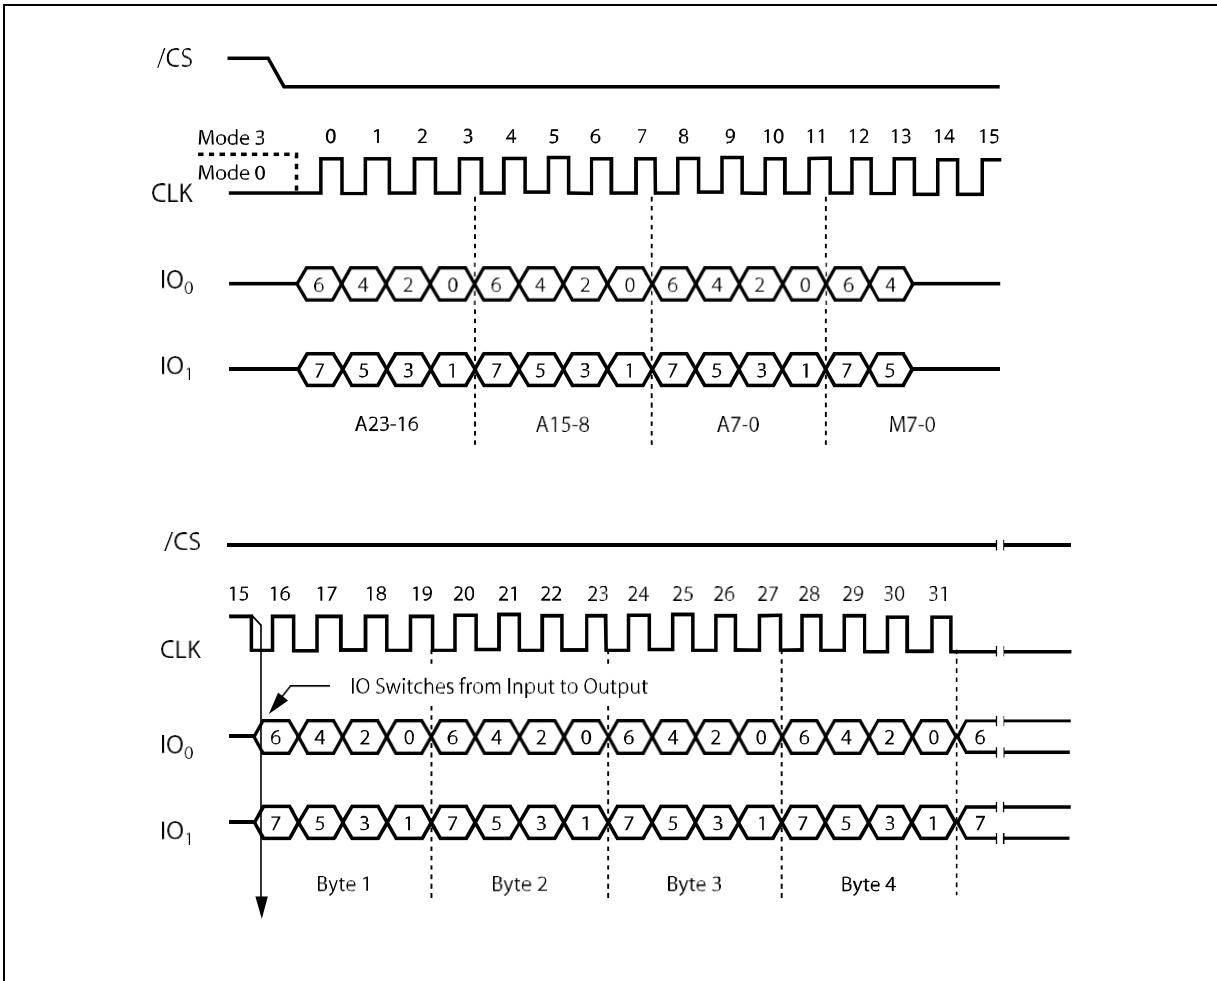 /CS
Mode 3
0 1 2 3 4 5 6 7 8 9 10 11 12 13 14 15
Mode 0
CLK
IO0 6 4 2 0 6 4 2 0 6 4 2 0 6 4
IO1 7 5 3 1 7 5 3 1 7 5 3 1 7 5
A23-16 A15-8 A7-0 M7-0
/CS
15 16 17 18 19 20 21 22 23 24 25 26 27 28 29 30 31
CLK
IO Switches from Input to Output
IO0 6 4 2 0 6 4 2 0 6 4 2 0 6 4 2 0 6
IO1 7 5 3 1 7 5 3 1 7 5 3 1 7 5 3 1 7
Byte 1 Byte 2 Byte 3 Byte 4